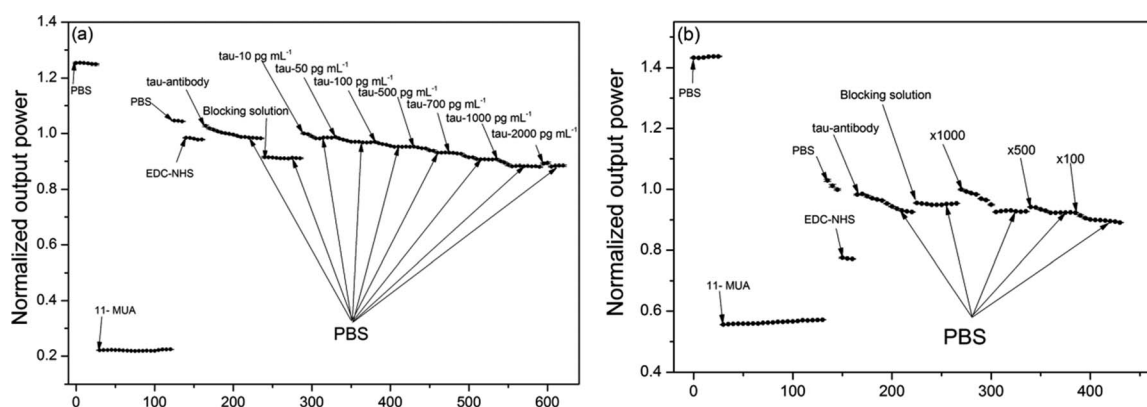 (a)
Normalized output power
1.4
1.2
1.0
0.8
0.6
0.4
0.2
0
100
200
300
400
500
600
PBS
11- MUA
PBS
EDC-NHS
tau-antibody
Blocking solution
tau-10 pg mL⁻¹
tau-50 pg mL⁻¹
tau-100 pg mL⁻¹
tau-500 pg mL⁻¹
tau-700 pg mL⁻¹
tau-1000 pg mL⁻¹
tau-2000 pg mL⁻¹
PBS
(b)
Normalized output power
1.4
1.2
1.0
0.8
0.6
0.4
0
100
200
300
400
PBS
11- MUA
PBS
EDC-NHS
tau-antibody
Blocking solution
x1000
x500
x100
PBS